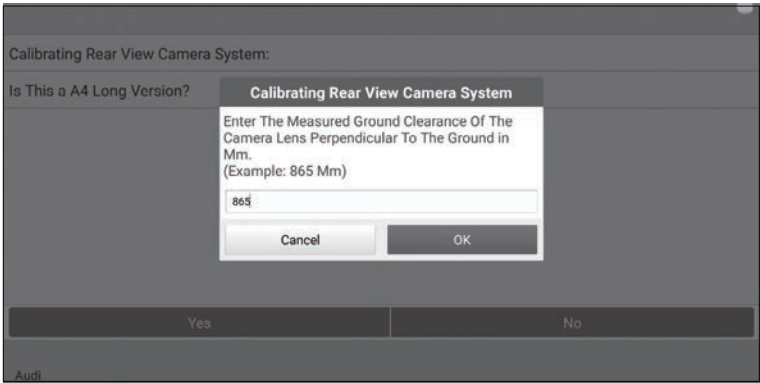 Calibrating Rear View Camera System:
Is This a A4 Long Version?
Calibrating Rear View Camera System
Enter The Measured Ground Clearance Of The
Camera Lens Perpendicular To The Ground in
Mm.
(Example: 865 Mm)
865
Cancel
OK
Yes
No
Audi